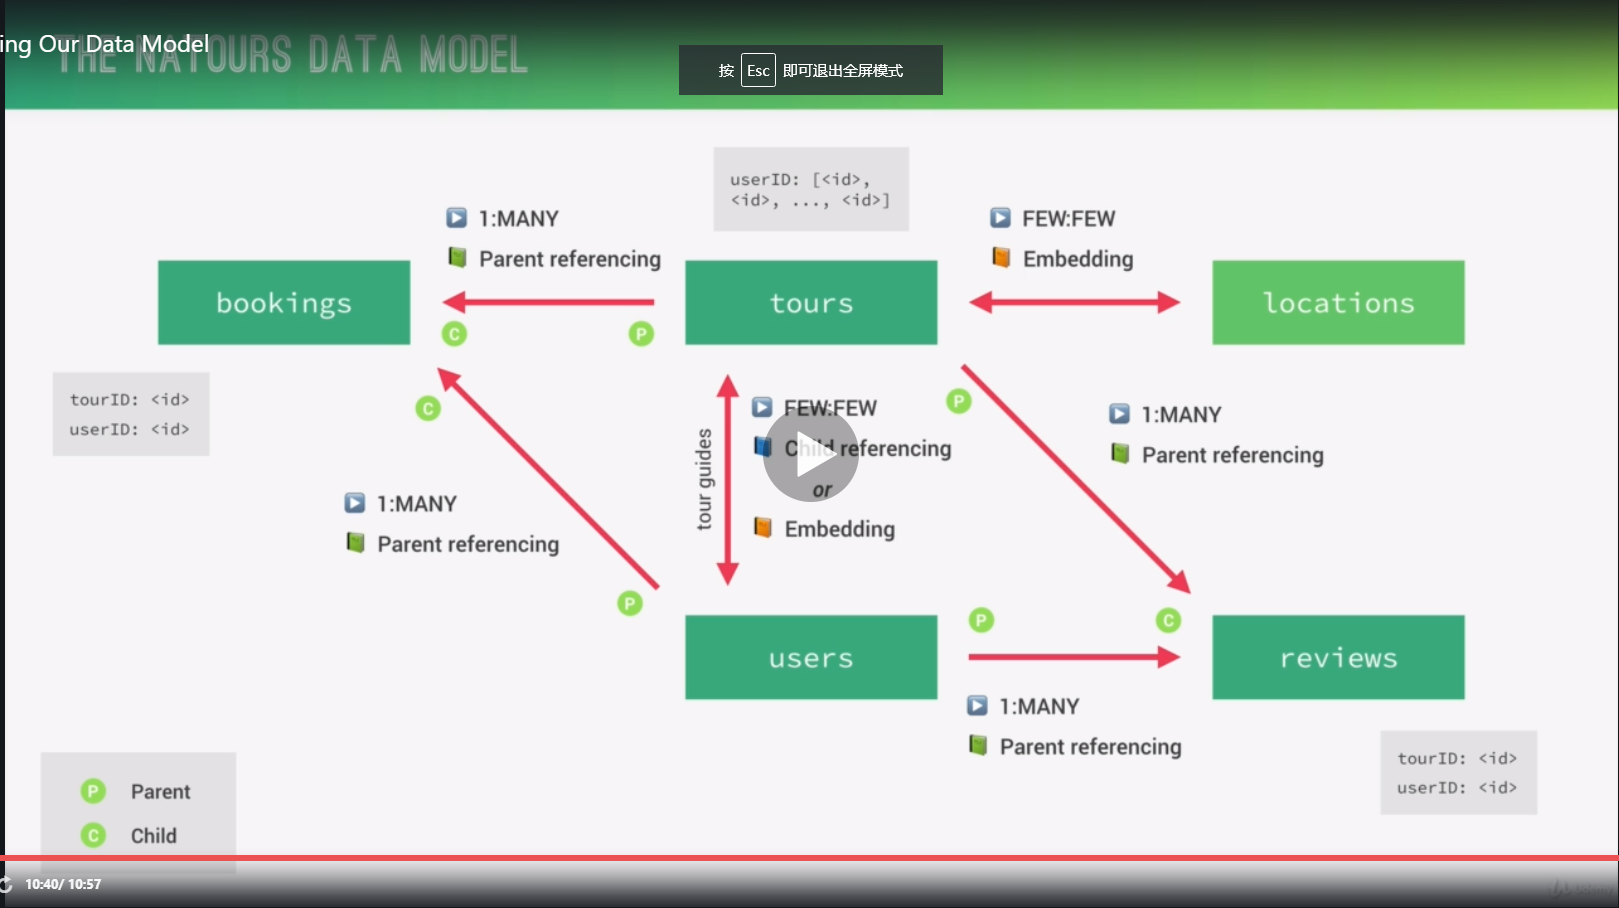 ing Our Data Model
THE NATOURS DATA MODEL
按 Esc 即可退出全屏模式
userID: [<id>,
<id>, ..., <id>]
1:MANY
Parent referencing
FEW:FEW
Embedding
bookings
tours
locations
C
P
tourID: <id>
userID: <id>
C
1:MANY
Parent referencing
P
tour guides
FEW:FEW
Child referencing
or
Embedding
P
1:MANY
Parent referencing
users
P
C
reviews
1:MANY
Parent referencing
tourID: <id>
userID: <id>
P Parent
C Child
10:40/ 10:57